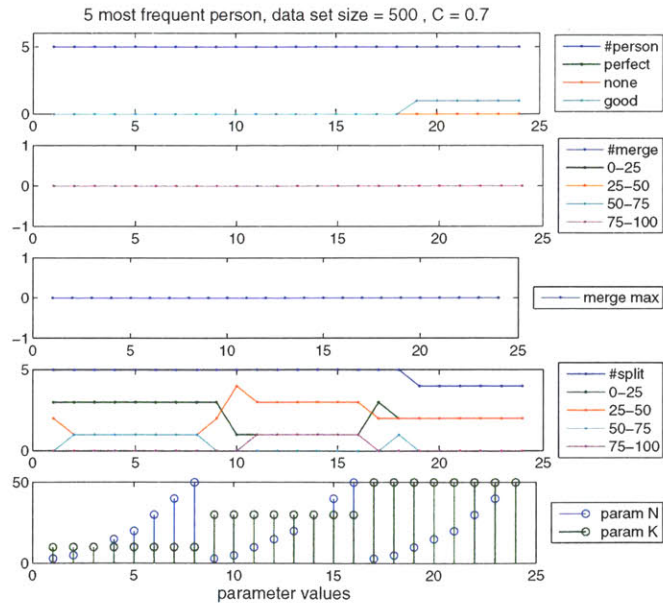 5 most frequent person, data set size = 500 , C = 0.7
5
0
0 5 10 15 20 25
#person
perfect
none
good
1
0
−1
0 5 10 15 20 25
#merge
0−25
25−50
50−75
75−100
1
0
−1
0 5 10 15 20 25
merge max
5
0
0 5 10 15 20 25
#split
0−25
25−50
50−75
75−100
50
0
0 5 10 15 20 25
param N
param K
parameter values